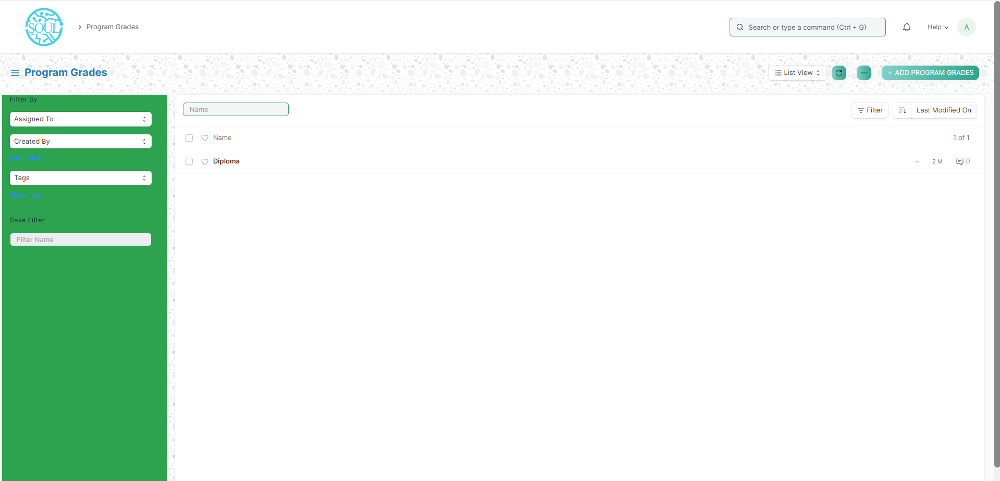 SOUL
Program Grades
Search or type a command (Ctrl + G)
Help
A
Program Grades
List View
+ ADD PROGRAM GRADES
Filter By
Assigned To
Created By
Edit Filters
Tags
Show Tags
Save Filter
Filter Name
Name
Filter
Last Modified On
Name
1 of 1
Diploma
-
2 M
0